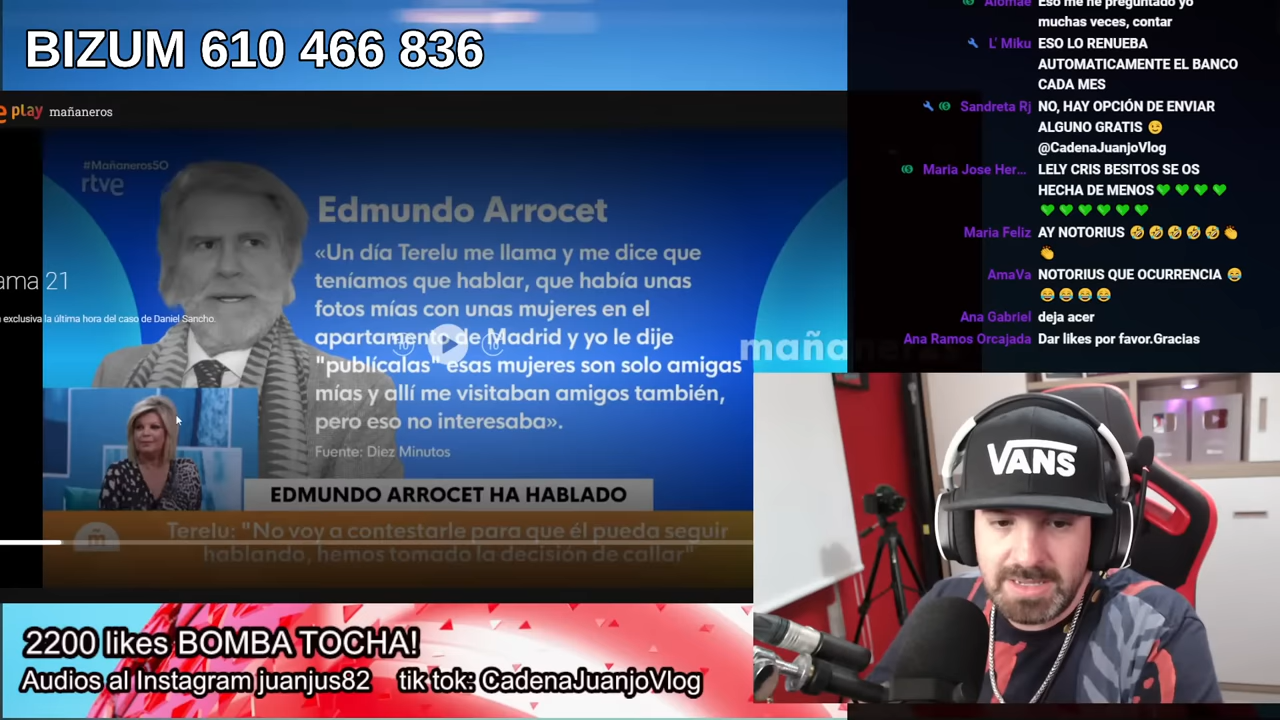 BIZUM 610 466 836
e play mañaneros
#Mañaneros5O
rtve
Edmundo Arrocet
«Un día Terelu me llama y me dice que
teníamos que hablar, que había unas
fotos mías con unas mujeres en el
apartamento de Madrid y yo le dije
"publícalas" esas mujeres son solo amigas
mías y allí me visitaban amigos también,
pero eso no interesaba».
Fuente: Diez Minutos
ama 21
exclusiva la última hora del caso de Daniel Sancho.
10
10
mañaner
EDMUNDO ARROCET HA HABLADO
m
Terelu: "No voy a contestarle para que él pueda seguir
hablando, hemos tomado la decisión de callar"
2200 likes BOMBA TOCHA!
Audios al Instagram juanjus82 tik tok: CadenaJuanjoVlog
Alomae Eso me he preguntado yo
muchas veces, contar
L' Miku ESO LO RENUEBA
AUTOMATICAMENTE EL BANCO
CADA MES
Sandreta Rj NO, HAY OPCIÓN DE ENVIAR
ALGUNO GRATIS 😉
@CadenaJuanjoVlog
Maria Jose Her... LELY CRIS BESITOS SE OS
HECHA DE MENOS💚💚💚💚
💚💚💚💚💚💚
Maria Feliz AY NOTORIUS 🤣🤣🤣🤣🤣👏
👏
AmaVa NOTORIUS QUE OCURRENCIA 😂
😂😂😂😂
Ana Gabriel deja acer
Ana Ramos Orcajada Dar likes por favor.Gracias
VANS